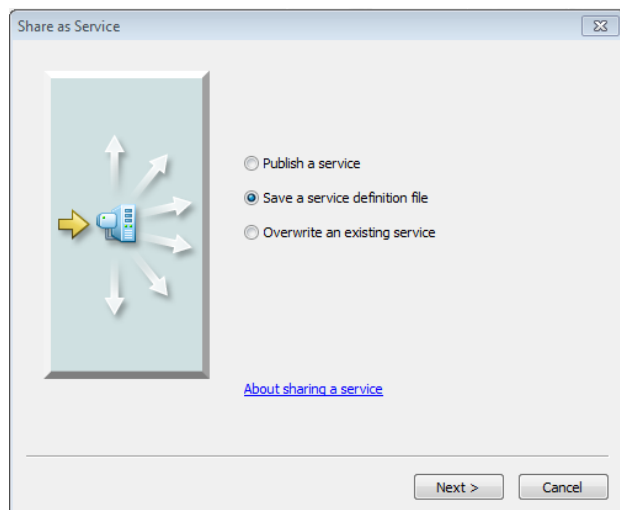 Share as Service
Publish a service
Save a service definition file
Overwrite an existing service
About sharing a service
Next >
Cancel